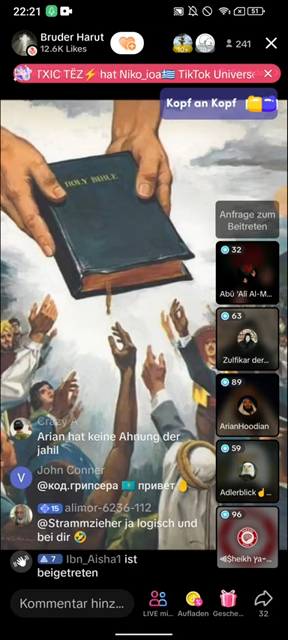 22:21
51
Bruder Harut
12.6K Likes
241
ΓXIC TËZ⚡ hat Niko_ioa🇬🇷 TikTok Univers
Kopf an Kopf
HOLY BIBLE
Anfrage zum
Beitreten
32
Abū 'Alī Al-M...
63
Zulfikar der...
89
ArianHoodian
59
Adlerblick☝...
96
Crazy A
Arian hat keine Ahnung der
jahil
V
John Conner
@код.грипсера 🇰🇿 привет✋
15 alimor-6236-112
@Strammzieher ja logisch und
bei dir 🤣
7 Ibn_Aisha1 ist
beigetreten
Kommentar hinz...
LIVE mi...
Aufladen
Gesche...
32